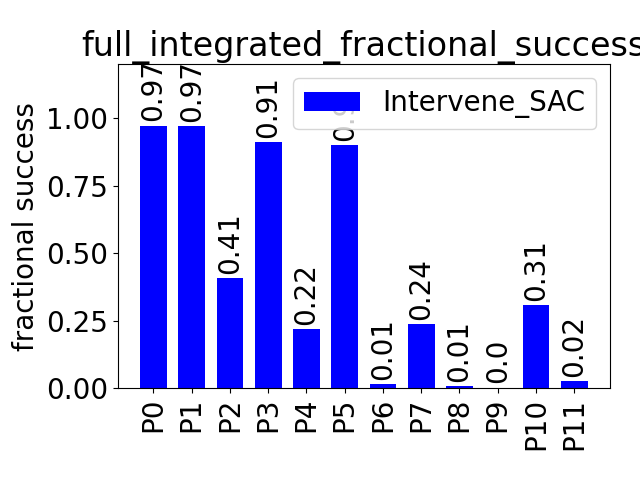 full_integrated_fractional_success
Intervene_SAC
fractional success
1.00
0.75
0.50
0.25
0.00
0.97
0.97
0.41
0.91
0.22
0.01
0.24
0.01
0.0
0.31
0.02
P0
P1
P2
P3
P4
P5
P6
P7
P8
P9
P10
P11